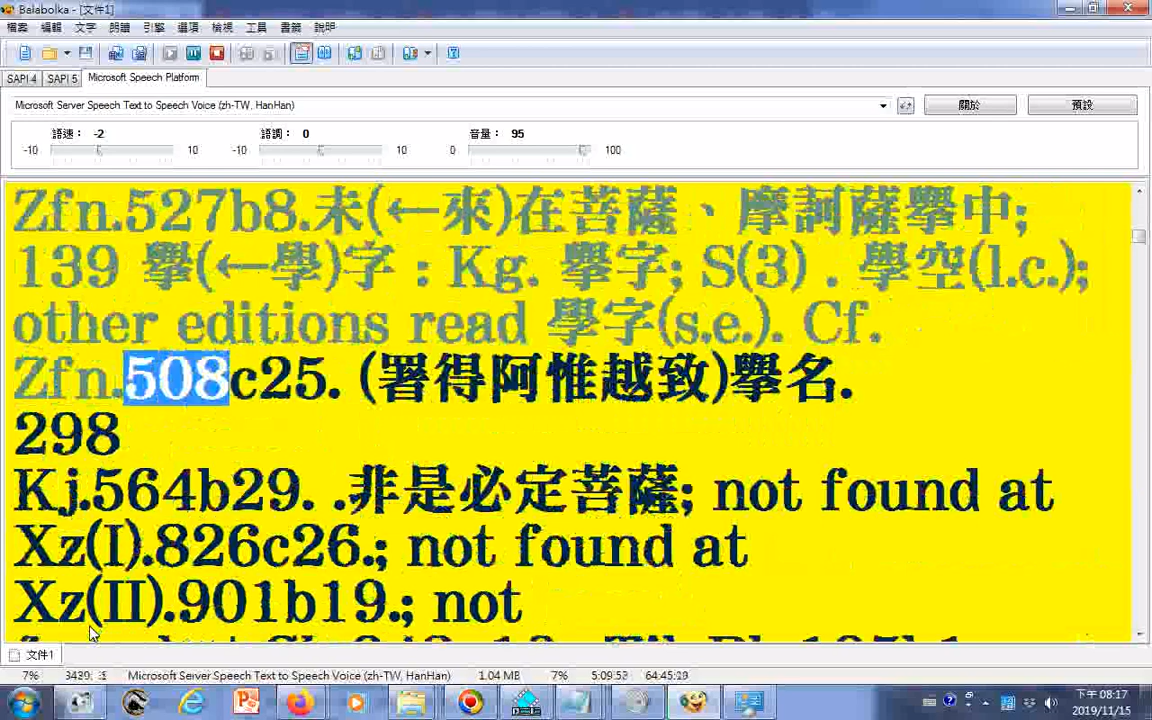 Balabolka - [文件1]
檔案 編輯 文字 朗讀 引擎 選項 檢視 工具 書籤 說明
SAPI 4 SAPI 5 Microsoft Speech Platform
Microsoft Server Speech Text to Speech Voice (zh-TW, HanHan) 關於 預設
語速： -2 語調： 0 音量： 95
-10 10 -10 10 0 100
Zfn.527b8.未(←來)在菩薩、摩訶薩擧中;
139 擧(←學)字 : Kg. 擧字; S(3) . 學空(l.c.);
other editions read 學字(s.e.). Cf.
Zfn.508c25. (署得阿惟越致)擧名.
298
Kj.564b29. .非是必定菩薩; not found at
Xz(I).826c26.; not found at
Xz(II).901b19.; not
文件1
7% Microsoft Server Speech Text to Speech Voice (zh-TW, HanHan) 1.04 MB 7% 5:09:53 64:45:29
下午 08:17
2019/11/15